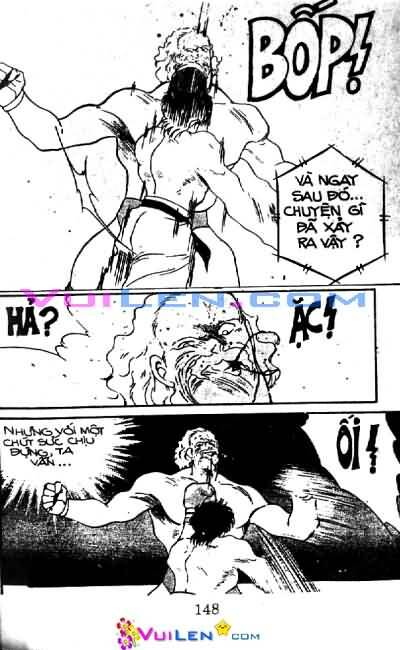 BỐP!
VÀ NGAY
SAU ĐÓ...
CHUYỆN GÌ
ĐÃ XẢY
RA VẬY ?
VUILEN.COM
HẢ?
ẶC!
NHƯNG VỚI MỘT
CHÚT SỨC CHỊU
ĐỰNG, TA
VẪN...
ỐI !
148
VUILEN.COM